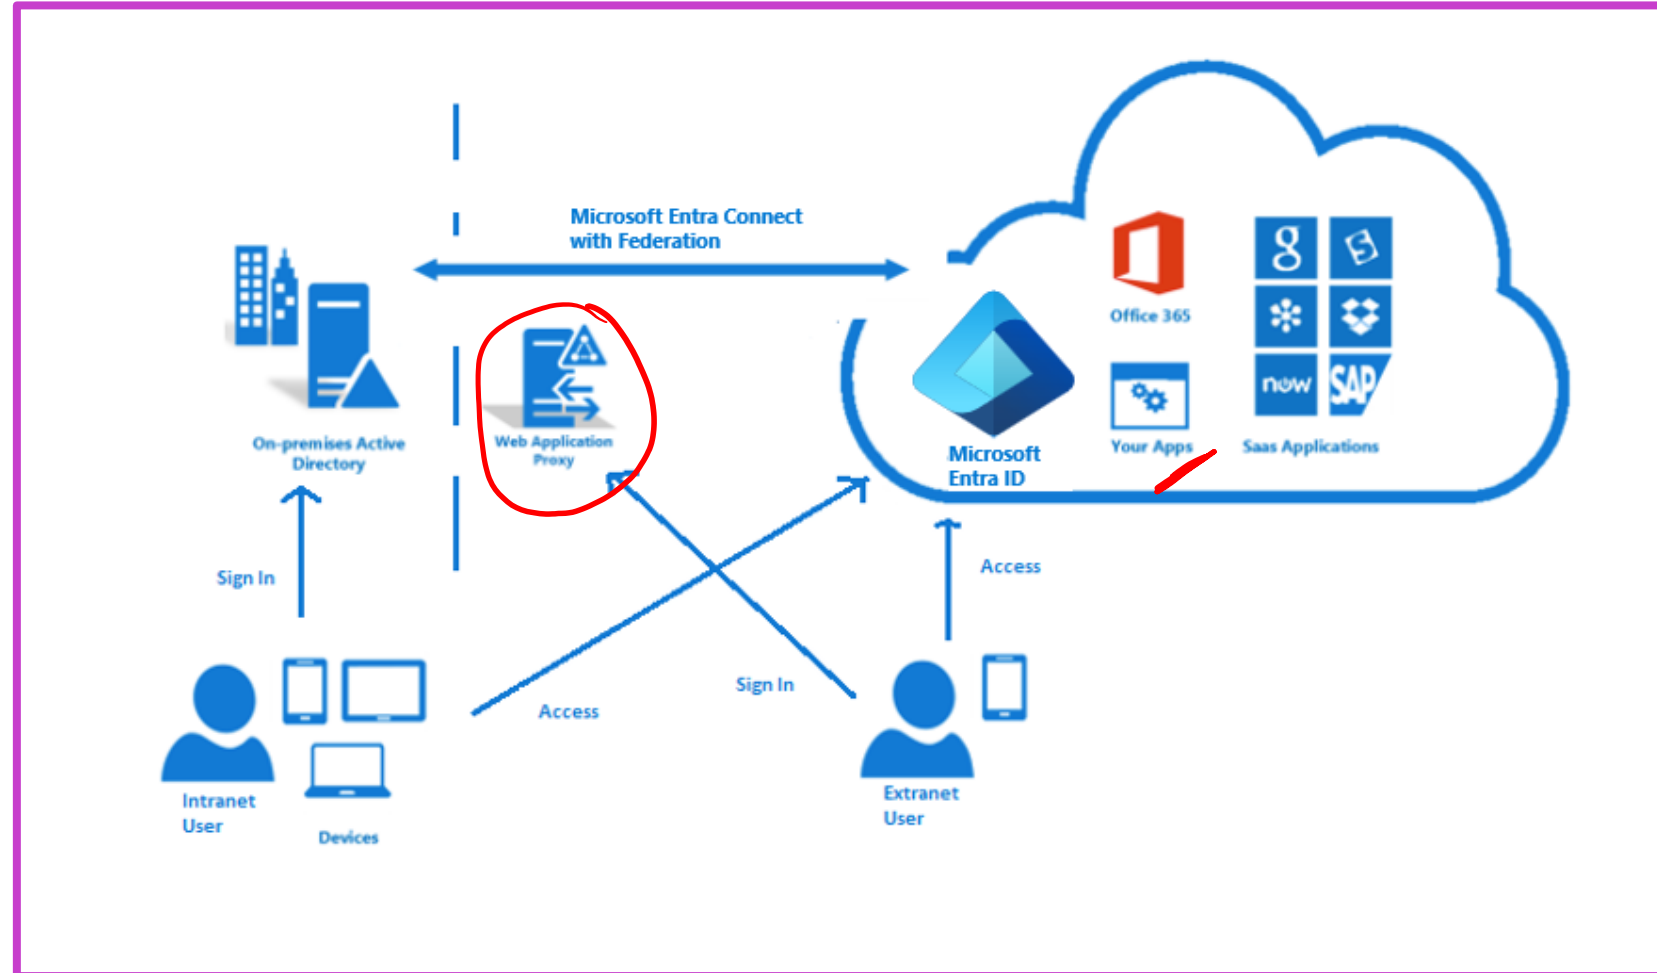 Microsoft Entra Connect
with Federation
On-premises Active
Directory
Web Application
Proxy
Microsoft
Entra ID
Office 365
Your Apps
g
S
now
SAP
Saas Applications
Sign In
Access
Sign In
Access
Intranet
User
Devices
Extranet
User